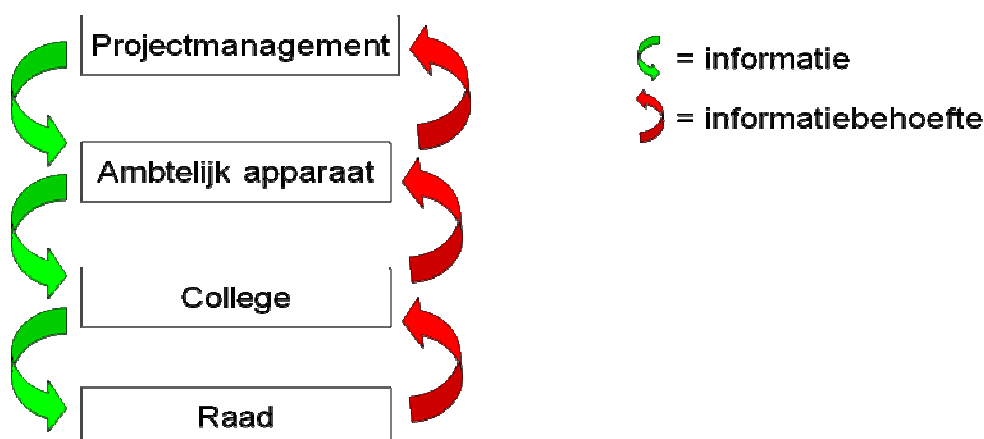 Projectmanagement
= informatie
= informatiebehoefte
Ambtelijk apparaat
College
Raad